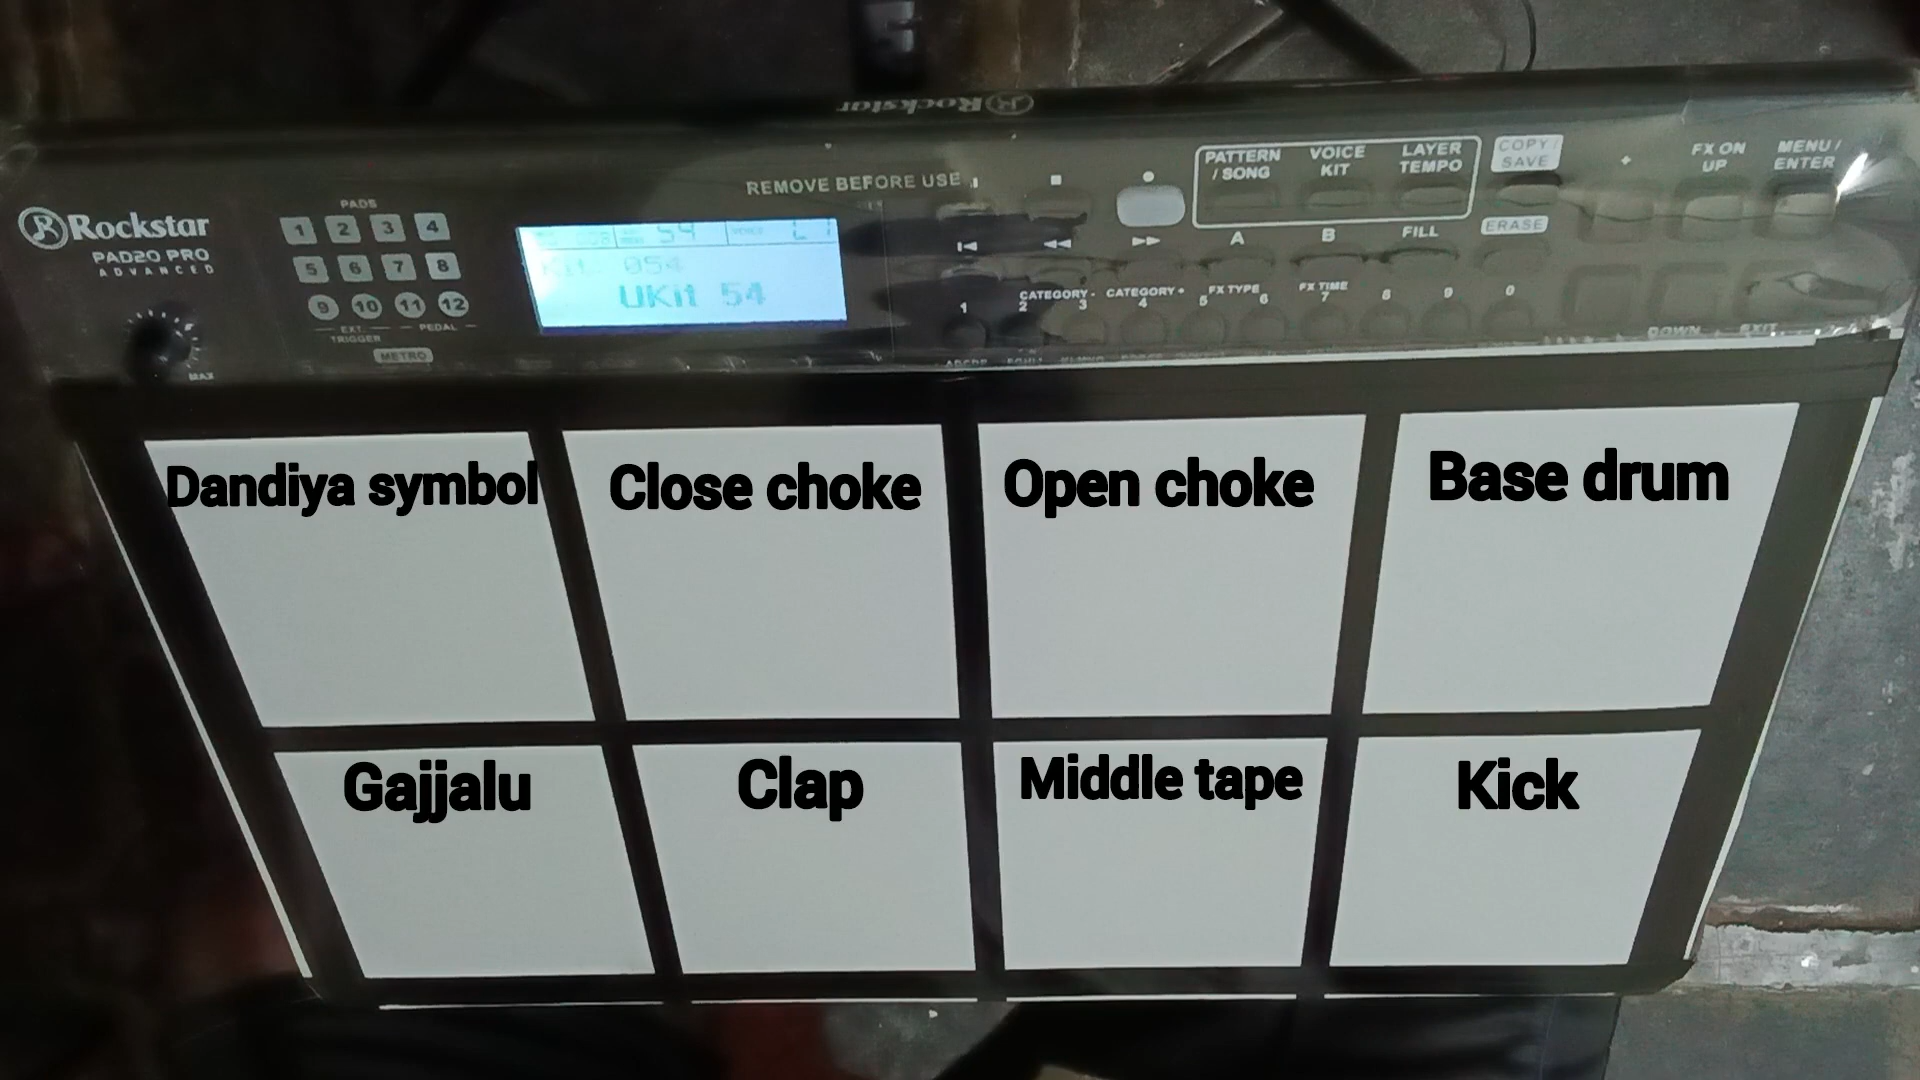 Rockstar
REMOVE BEFORE USE
PATTERN / SONG
VOICE KIT
LAYER TEMPO
COPY / SAVE
FX ON UP
MENU / ENTER
Rockstar
PAD20 PRO
ADVANCED
PADS
1 2 3 4
5 6 7 8
9 10 11 12
EXT. TRIGGER
PEDAL
METRO
MAX
54
Kit: 054
UKit 54
A B FILL ERASE
CATEGORY - CATEGORY + FX TYPE FX TIME
1 2 3 4 5 6 7 8 9 0
DOWN EXIT
Dandiya symbol
Close choke
Open choke
Base drum
Gajjalu
Clap
Middle tape
Kick